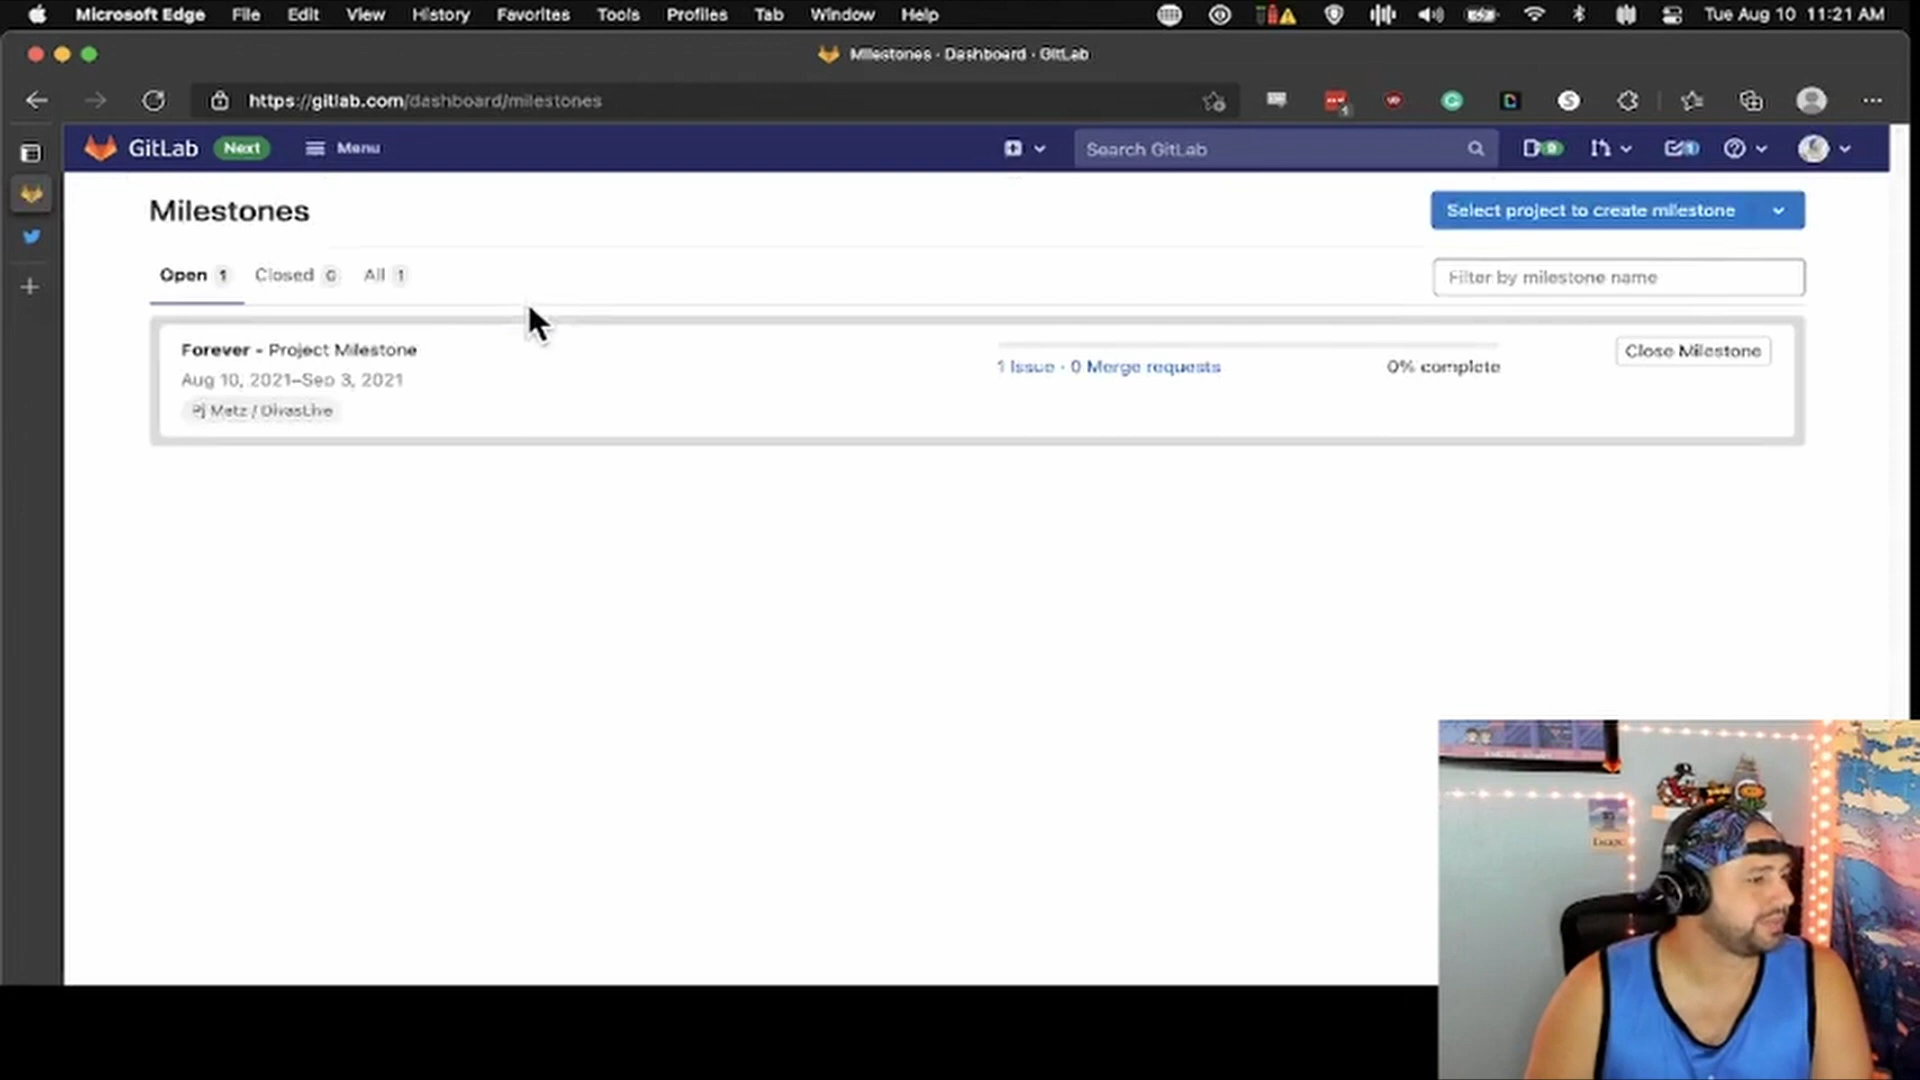 Microsoft Edge File Edit View History Favorites Tools Profiles Tab Window Help Tue Aug 10 11:21 AM
Milestones · Dashboard · GitLab
https://gitlab.com/dashboard/milestones
GitLab Next Menu Search GitLab
Milestones
Select project to create milestone
Open 1 Closed 0 All 1
Filter by milestone name
Forever - Project Milestone
1 Issue · 0 Merge requests
0% complete
Close Milestone
Aug 10, 2021–Sep 3, 2021
Pj Metz / DivasLive